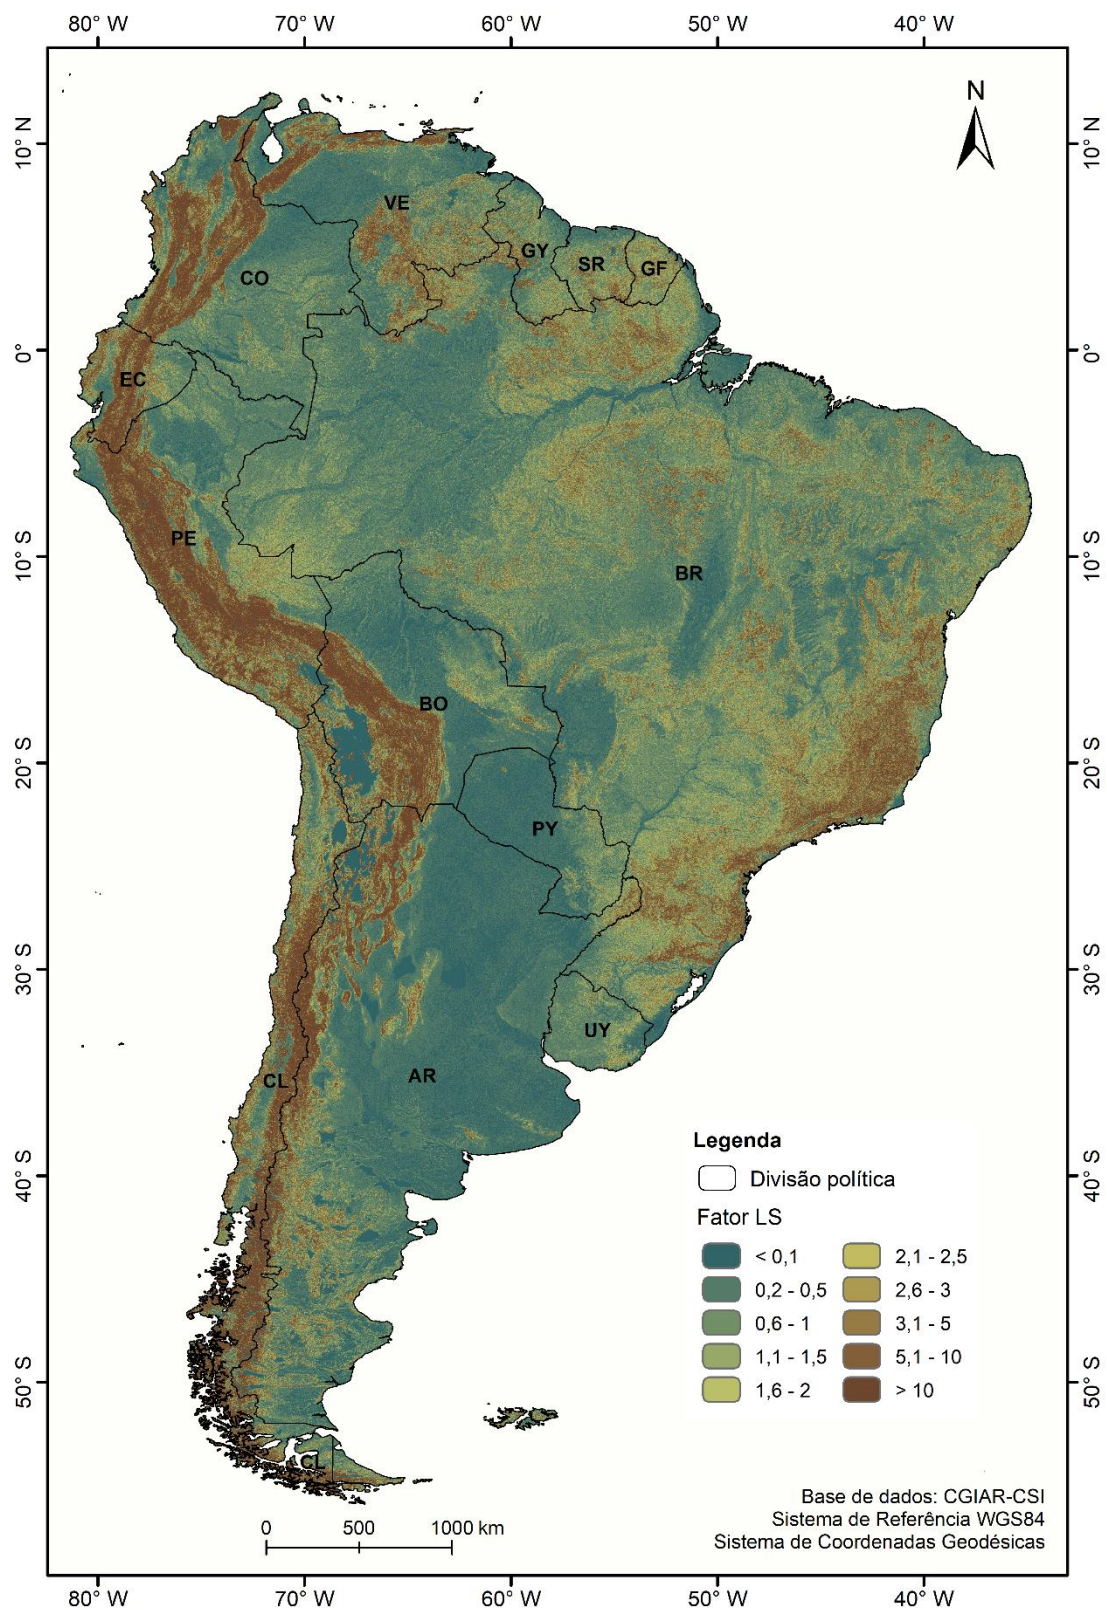 80° W 70° W 60° W 50° W 40° W
N
10° N 10° N
VE
GY
SR
GF
CO
0° 0°
EC
PE
10° S 10° S
BR
BO
20° S 20° S
PY
30° S 30° S
UY
CL
AR
Legenda
Divisão política
40° S 40° S
Fator LS
< 0,1 2,1 - 2,5
0,2 - 0,5 2,6 - 3
0,6 - 1 3,1 - 5
1,1 - 1,5 5,1 - 10
1,6 - 2 > 10
50° S 50° S
CL
Base de dados: CGIAR-CSI
Sistema de Referência WGS84
Sistema de Coordenadas Geodésicas
0 500 1000 km
80° W 70° W 60° W 50° W 40° W